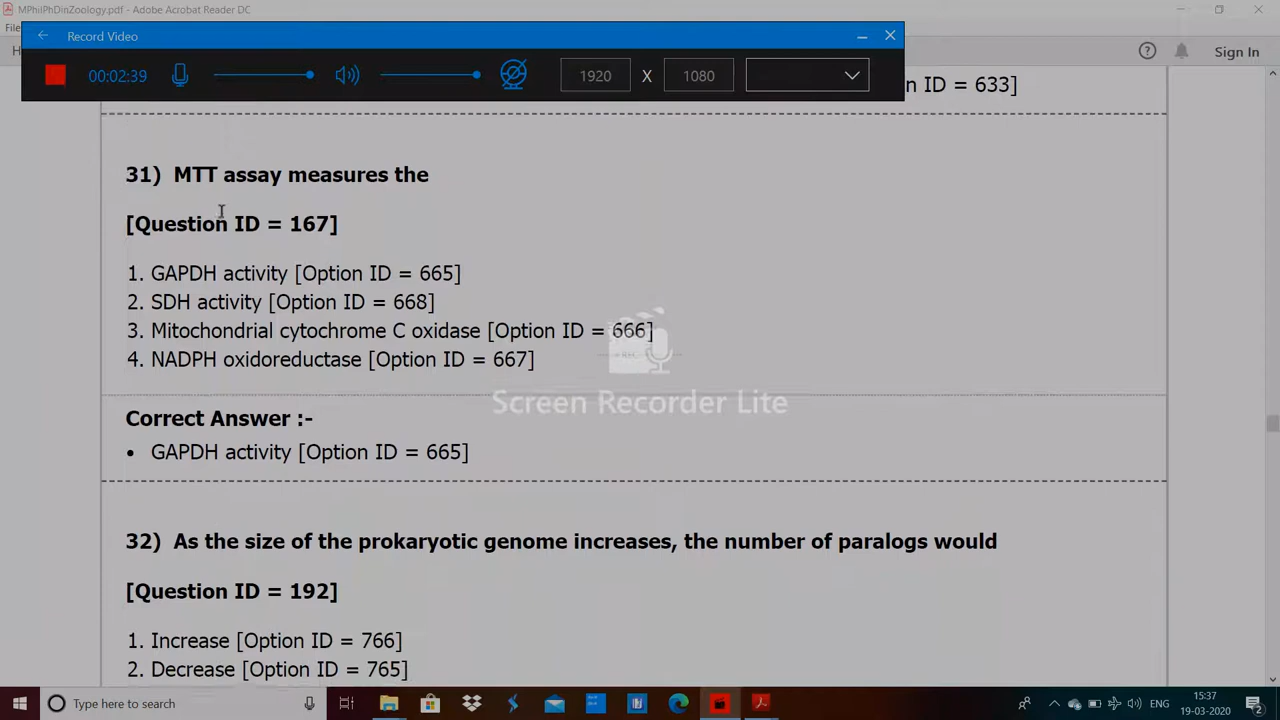 MPhilPhDinZoology.pdf - Adobe Acrobat Reader DC
Record Video
Sign In
00:02:39
1920 X 1080
n ID = 633]
31) MTT assay measures the
[Question ID = 167]
1. GAPDH activity [Option ID = 665]
2. SDH activity [Option ID = 668]
3. Mitochondrial cytochrome C oxidase [Option ID = 666]
4. NADPH oxidoreductase [Option ID = 667]
Screen Recorder Lite
Correct Answer :-
• GAPDH activity [Option ID = 665]
32) As the size of the prokaryotic genome increases, the number of paralogs would
[Question ID = 192]
1. Increase [Option ID = 766]
2. Decrease [Option ID = 765]
Type here to search
ENG
15:37
19-03-2020
2